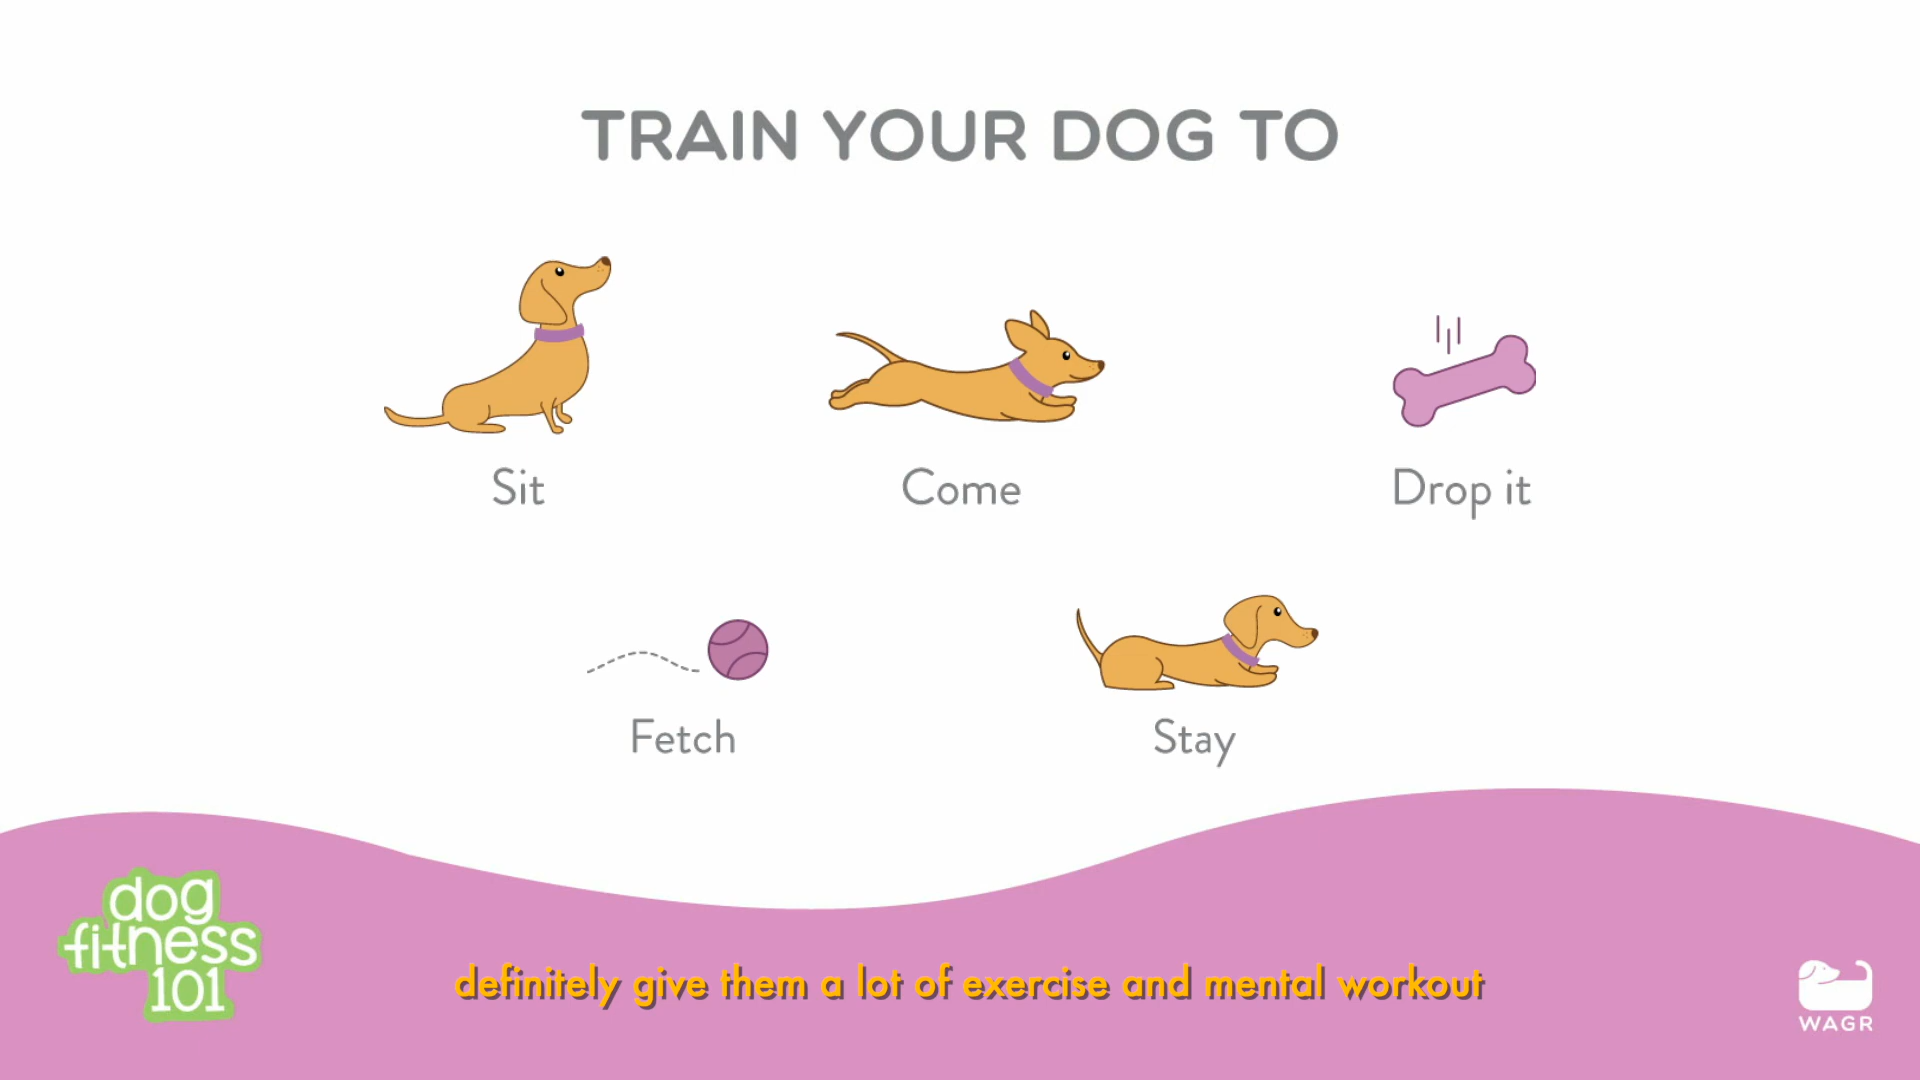 TRAIN YOUR DOG TO
Sit
Come
Drop it
Fetch
Stay
dog
fitness
101
definitely give them a lot of exercise and mental workout
WAGR